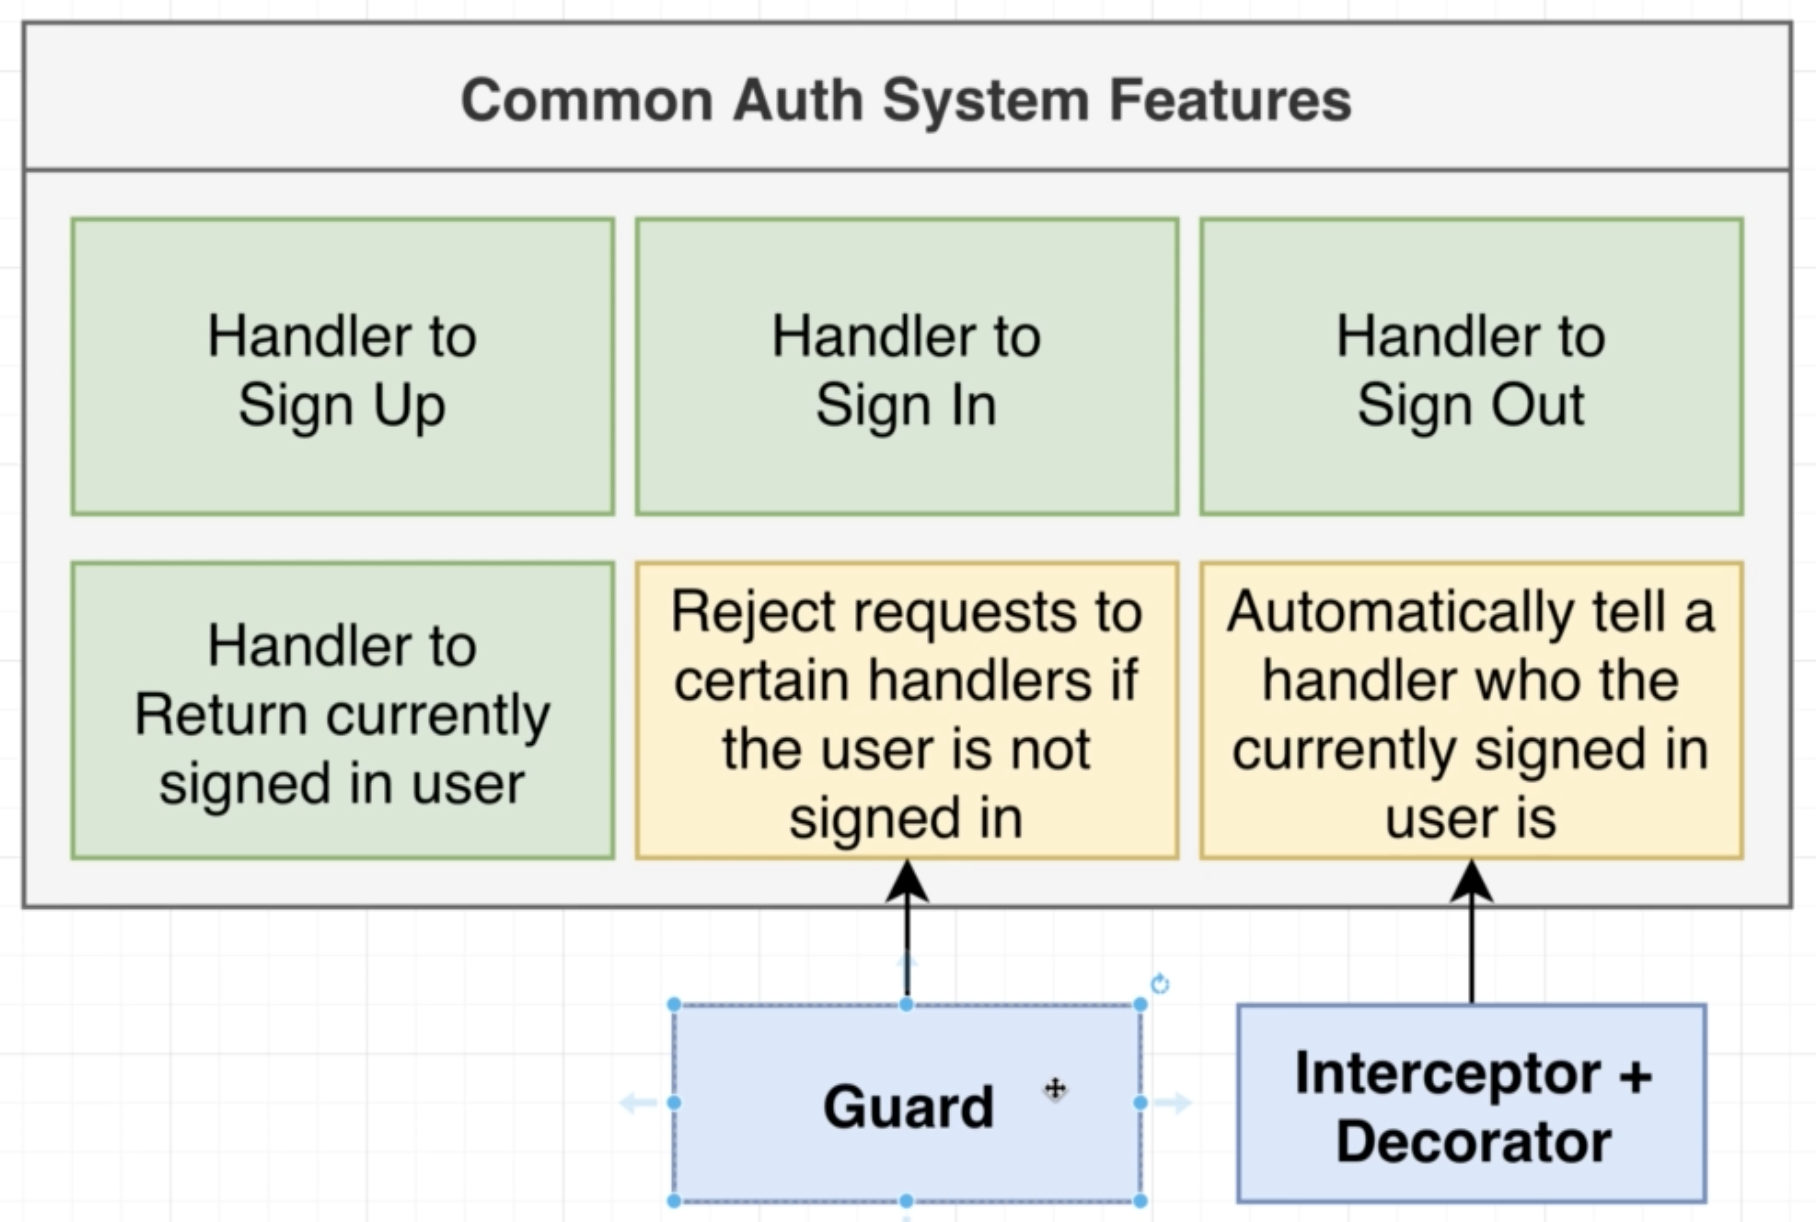 Common Auth System Features
Handler to
Sign Up
Handler to
Sign In
Handler to
Sign Out
Handler to
Return currently
signed in user
Reject requests to
certain handlers if
the user is not
signed in
Automatically tell a
handler who the
currently signed in
user is
Guard
Interceptor +
Decorator